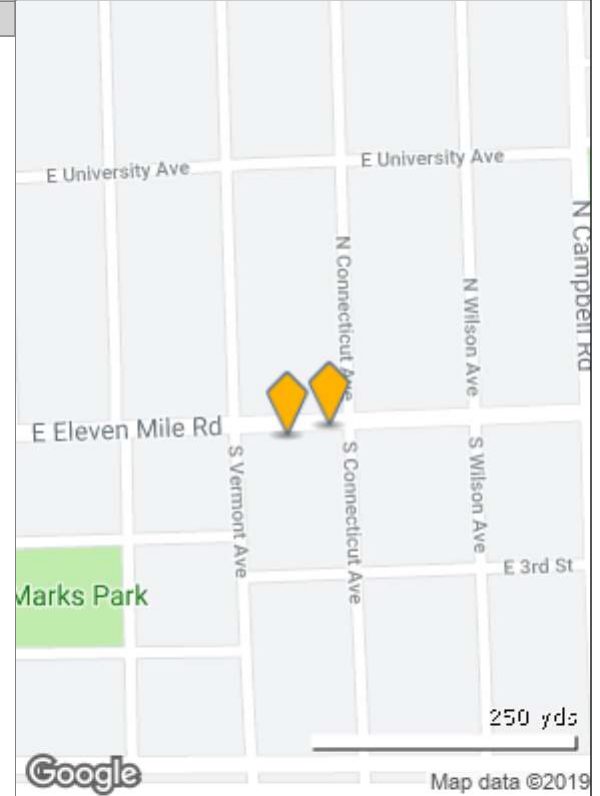 E University Ave
E University Ave
N Campbell Rd
N Connecticut Ave
N Wilson Ave
E Eleven Mile Rd
S Vermont Ave
S Connecticut Ave
S Wilson Ave
E 3rd St
Marks Park
250 yds
Google
Map data ©2019